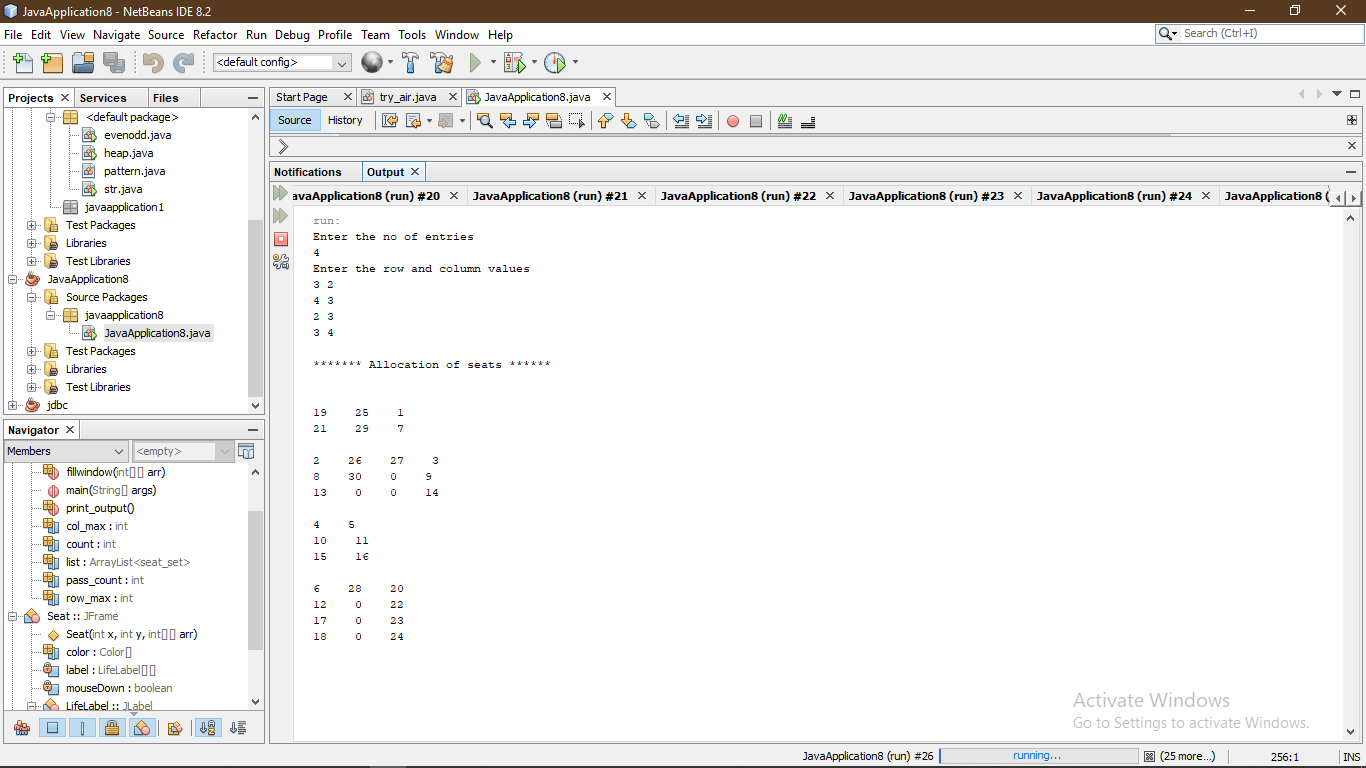 JavaApplication8 - NetBeans IDE 8.2
File Edit View Navigate Source Refactor Run Debug Profile Team Tools Window Help
Search (Ctrl+I)
<default config>
Projects Services Files
Start Page try_air.java JavaApplication8.java
Source History
<default package>
evenodd.java
heap.java
pattern.java
str.java
javaapplication1
Test Packages
Libraries
Test Libraries
JavaApplication8
Source Packages
javaapplication8
JavaApplication8.java
Test Packages
Libraries
Test Libraries
jdbc
Navigator
Members <empty>
fillwindow(int[][] arr)
main(String[] args)
print_output()
col_max : int
count : int
list : ArrayList<seat_set>
pass_count : int
row_max : int
Seat :: JFrame
Seat(int x, int y, int[][] arr)
color : Color[]
label : LifeLabel[][]
mouseDown : boolean
LifeLabel :: JLabel
Notifications Output
avaApplication8 (run) #20 JavaApplication8 (run) #21 JavaApplication8 (run) #22 JavaApplication8 (run) #23 JavaApplication8 (run) #24 JavaApplication8 (
run:
Enter the no of entries
4
Enter the row and column values
3 2
4 3
2 3
3 4
******* Allocation of seats ******
19 25 1
21 29 7
2 26 27 3
8 30 0 9
13 0 0 14
4 5
10 11
15 16
6 28 20
12 0 22
17 0 23
18 0 24
Activate Windows
Go to Settings to activate Windows.
JavaApplication8 (run) #26 running... (25 more...) 256:1 INS